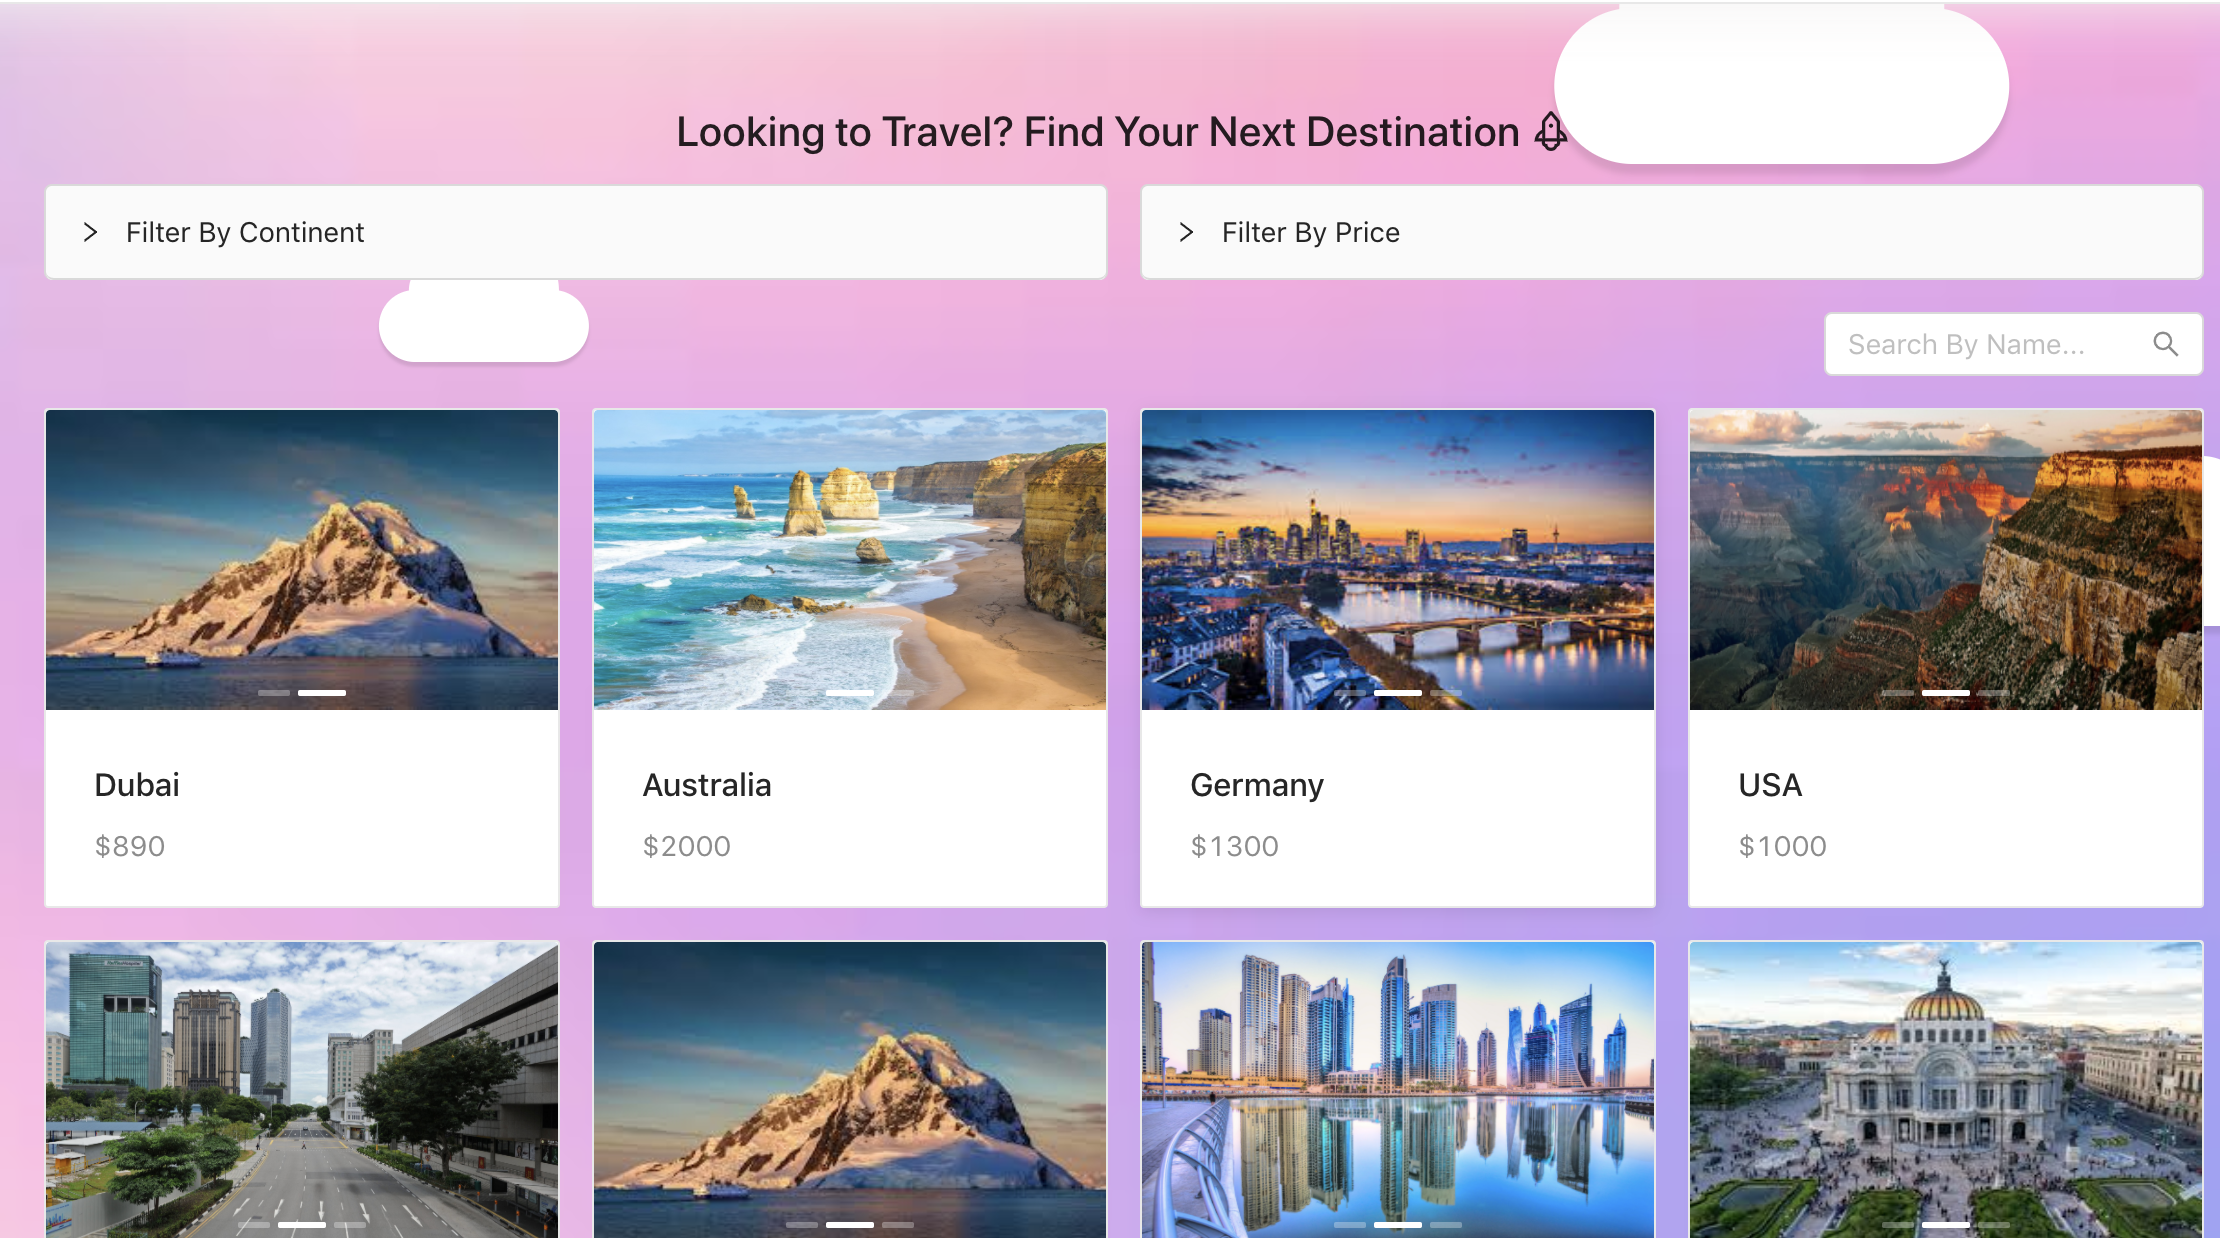 Looking to Travel? Find Your Next Destination
Filter By Continent
Filter By Price
Search By Name...
Dubai
$890
Australia
$2000
Germany
$1300
USA
$1000